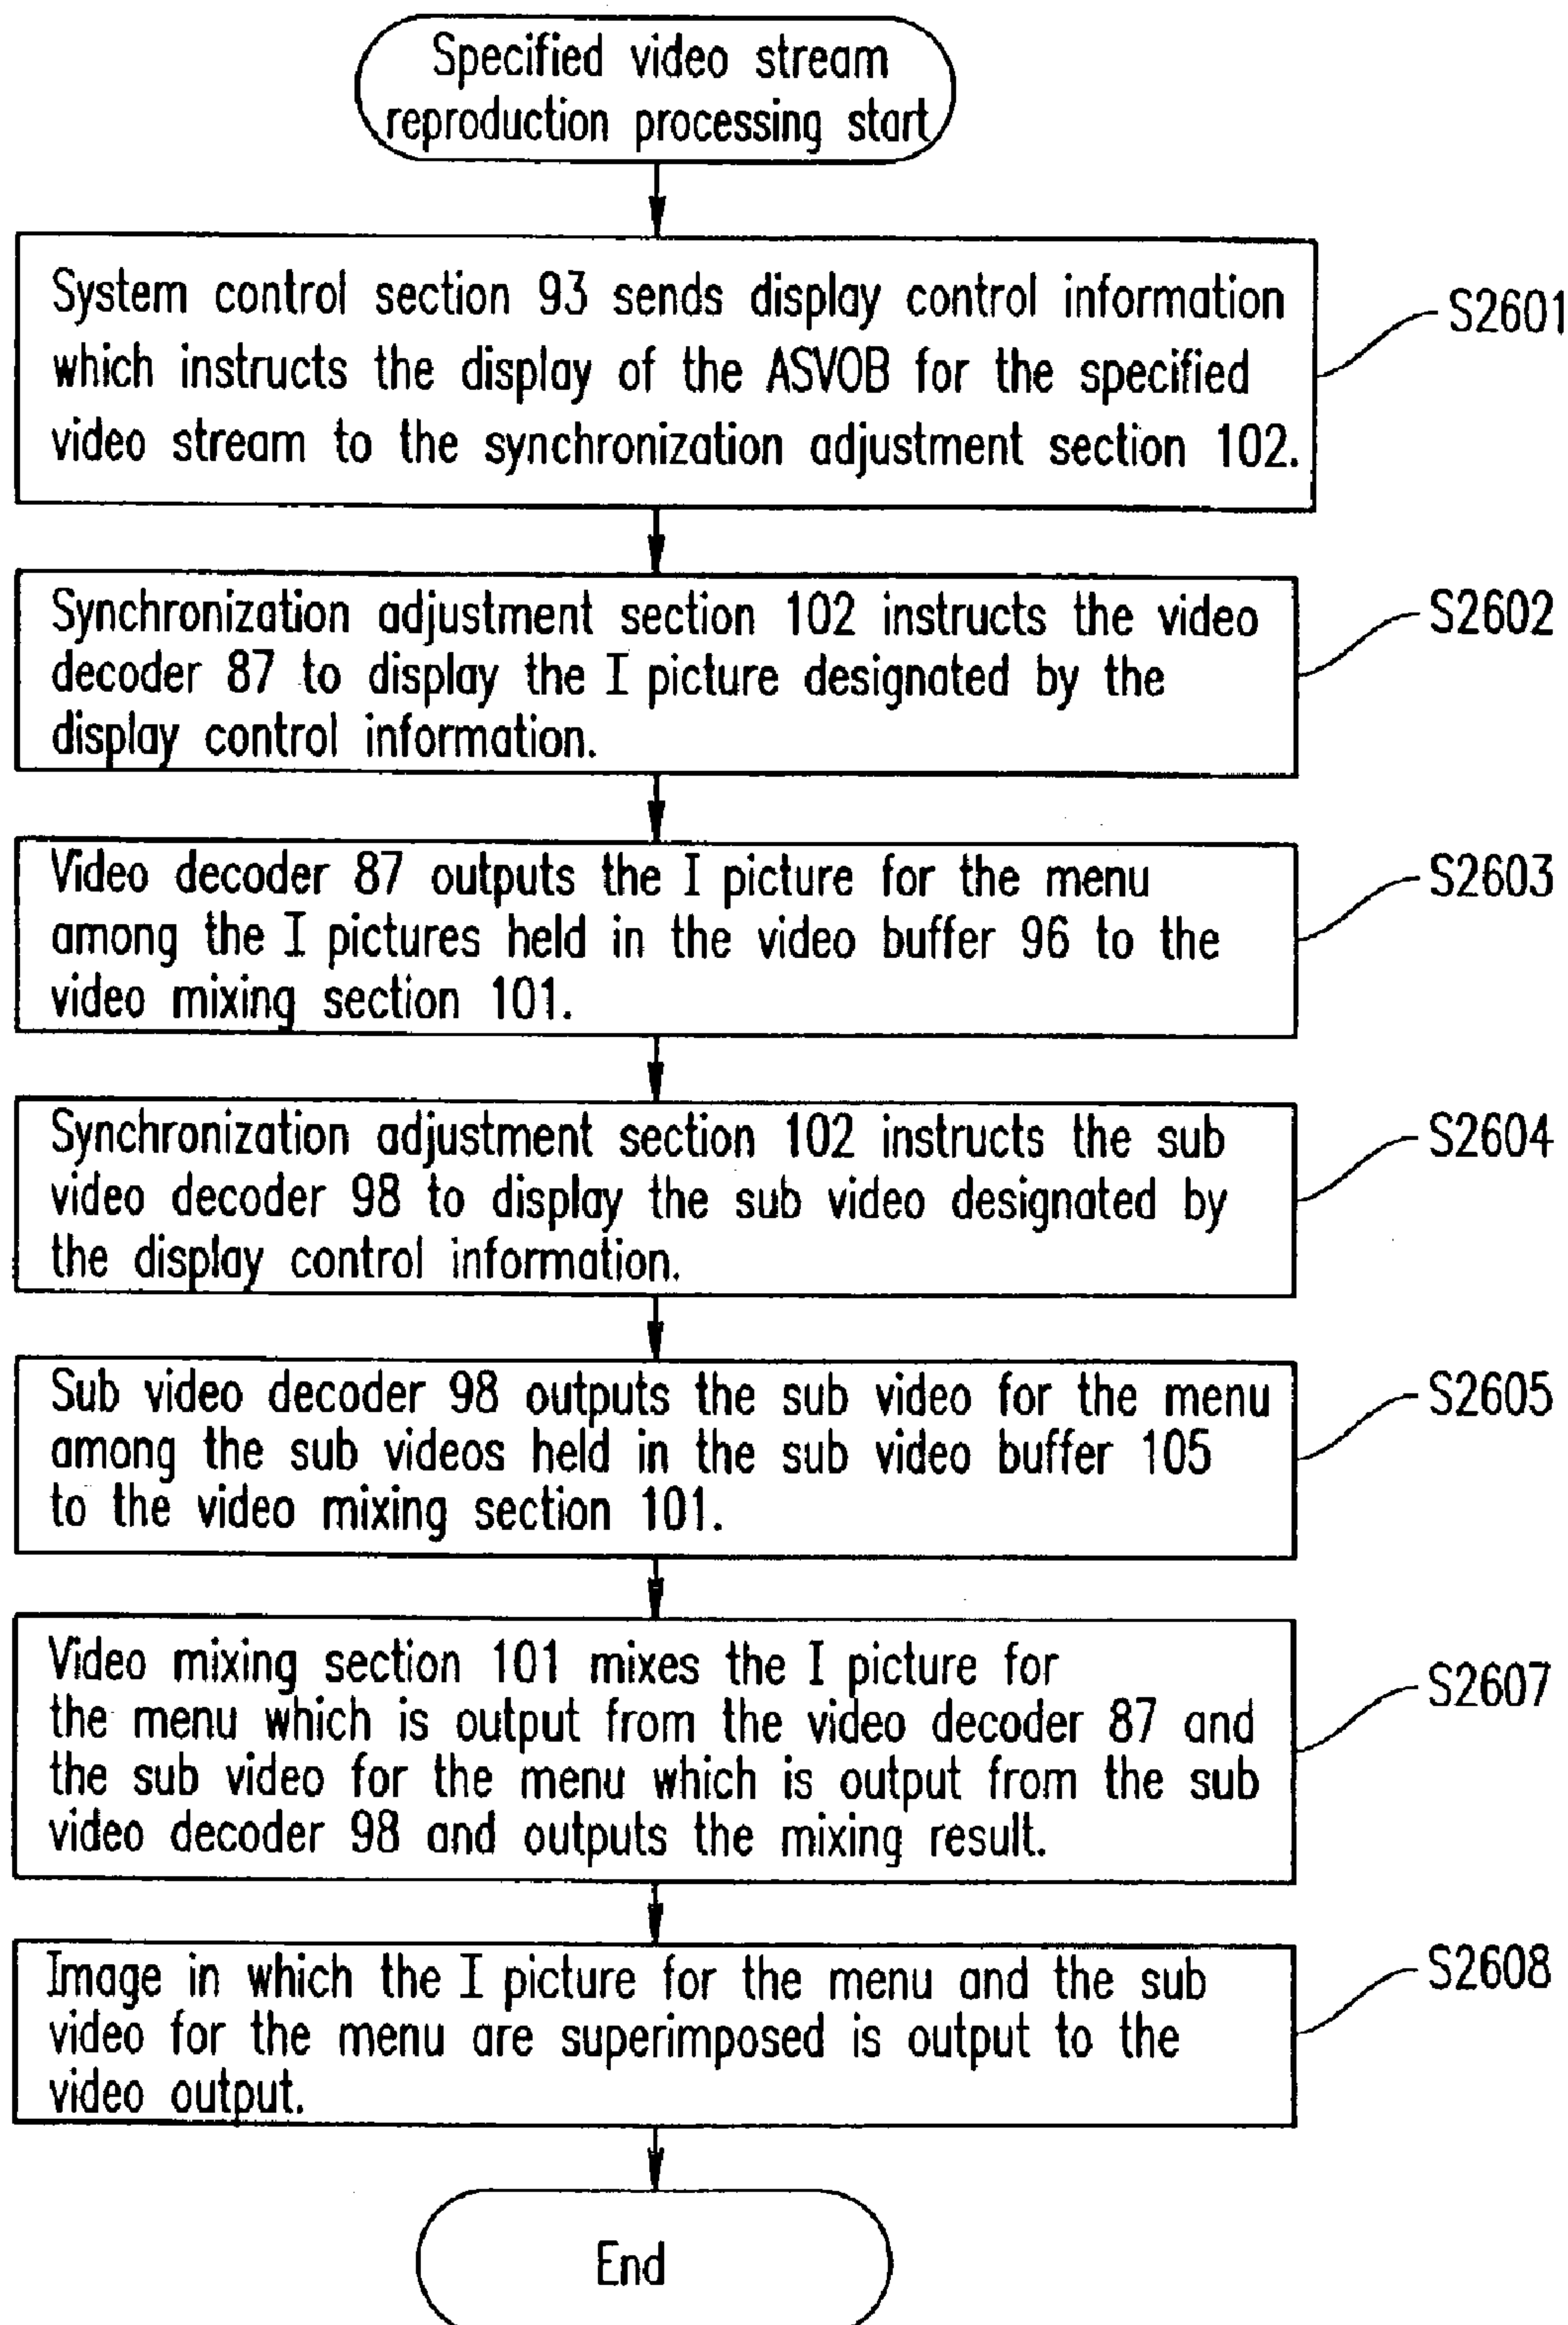 Specified video stream
reproduction processing start
System control section 93 sends display control information
which instructs the display of the ASVOB for the specified
video stream to the synchronization adjustment section 102.
S2601
Synchronization adjustment section 102 instructs the video
decoder 87 to display the I picture designated by the
display control information.
S2602
Video decoder 87 outputs the I picture for the menu
among the I pictures held in the video buffer 96 to the
video mixing section 101.
S2603
Synchronization adjustment section 102 instructs the sub
video decoder 98 to display the sub video designated by
the display control information.
S2604
Sub video decoder 98 outputs the sub video for the menu
among the sub videos held in the sub video buffer 105
to the video mixing section 101.
S2605
Video mixing section 101 mixes the I picture for
the menu which is output from the video decoder 87 and
the sub video for the menu which is output from the sub
video decoder 98 and outputs the mixing result.
S2607
Image in which the I picture for the menu and the sub
video for the menu are superimposed is output to the
video output.
S2608
End